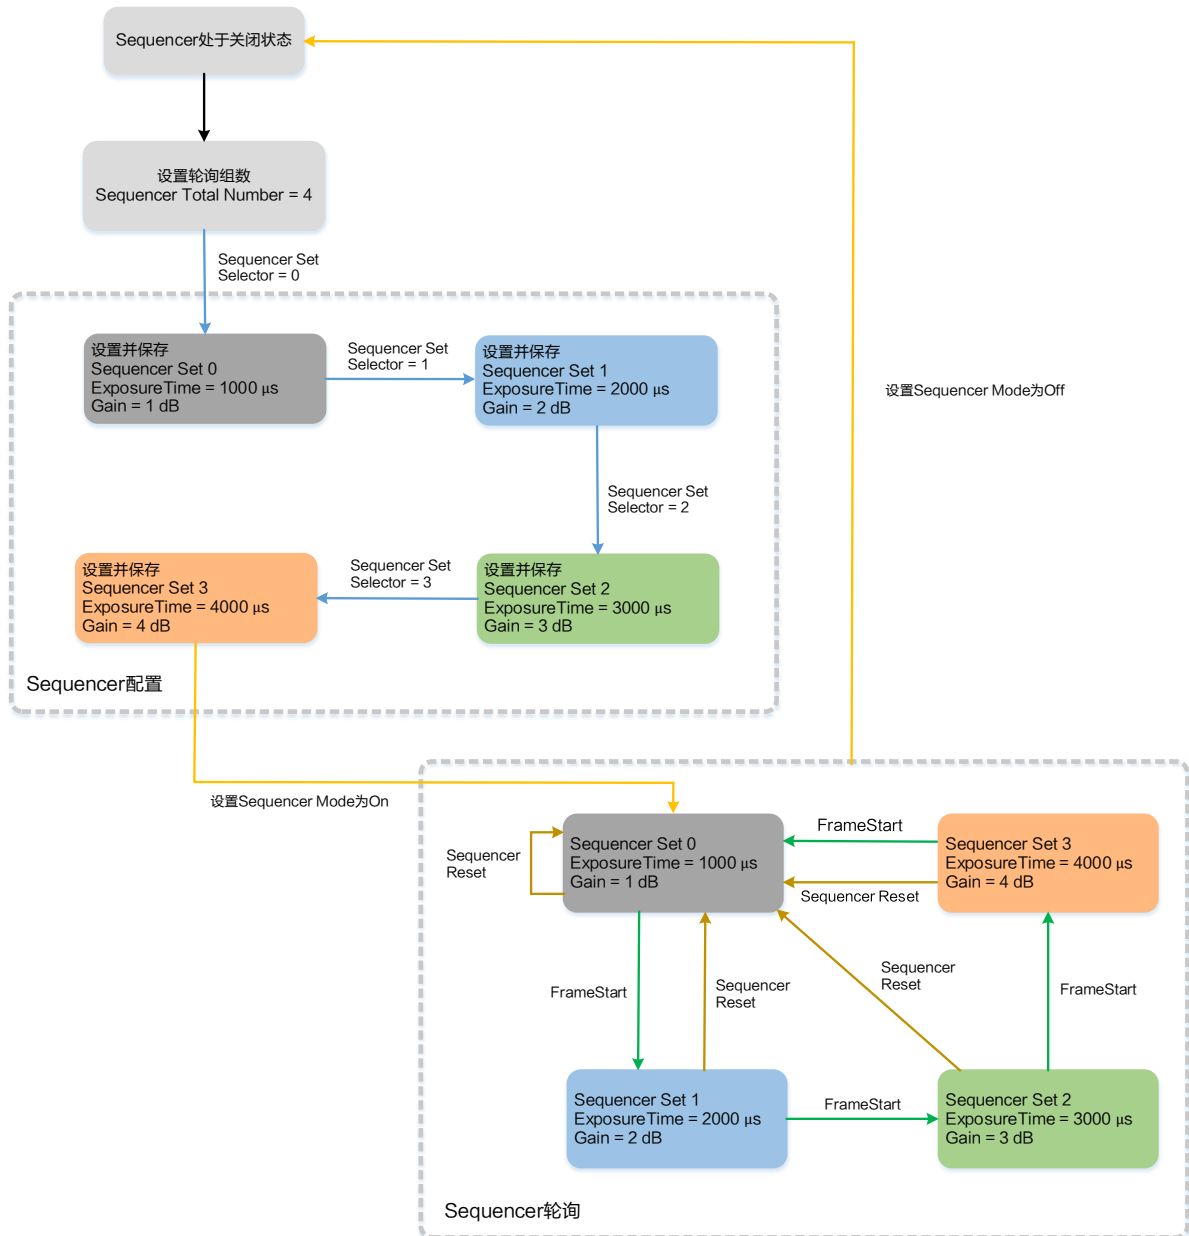 Sequencer处于关闭状态
设置轮询组数
Sequencer Total Number = 4
Sequencer Set
Selector = 0
设置并保存
Sequencer Set 0
ExposureTime = 1000 μs
Gain = 1 dB
Sequencer Set
Selector = 1
设置并保存
Sequencer Set 1
ExposureTime = 2000 μs
Gain = 2 dB
设置Sequencer Mode为Off
Sequencer Set
Selector = 2
设置并保存
Sequencer Set 3
ExposureTime = 4000 μs
Gain = 4 dB
Sequencer Set
Selector = 3
设置并保存
Sequencer Set 2
ExposureTime = 3000 μs
Gain = 3 dB
Sequencer配置
设置Sequencer Mode为On
Sequencer
Reset
Sequencer Set 0
ExposureTime = 1000 μs
Gain = 1 dB
FrameStart
Sequencer Reset
Sequencer Set 3
ExposureTime = 4000 μs
Gain = 4 dB
FrameStart
Sequencer
Reset
Sequencer
Reset
FrameStart
Sequencer Set 1
ExposureTime = 2000 μs
Gain = 2 dB
FrameStart
Sequencer Set 2
ExposureTime = 3000 μs
Gain = 3 dB
Sequencer轮询